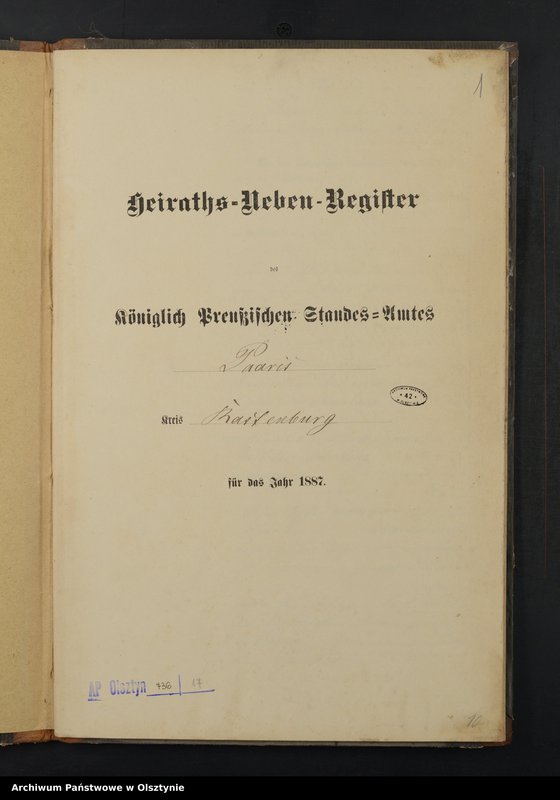 1
Heiraths-Neben-Register
des
Königlich Preußischen Standes-Amtes
Paaris
42
Kreis Rastenburg
für das Jahr 1887.
AP Olsztyn 736 17
Archiwum Państwowe w Olsztynie